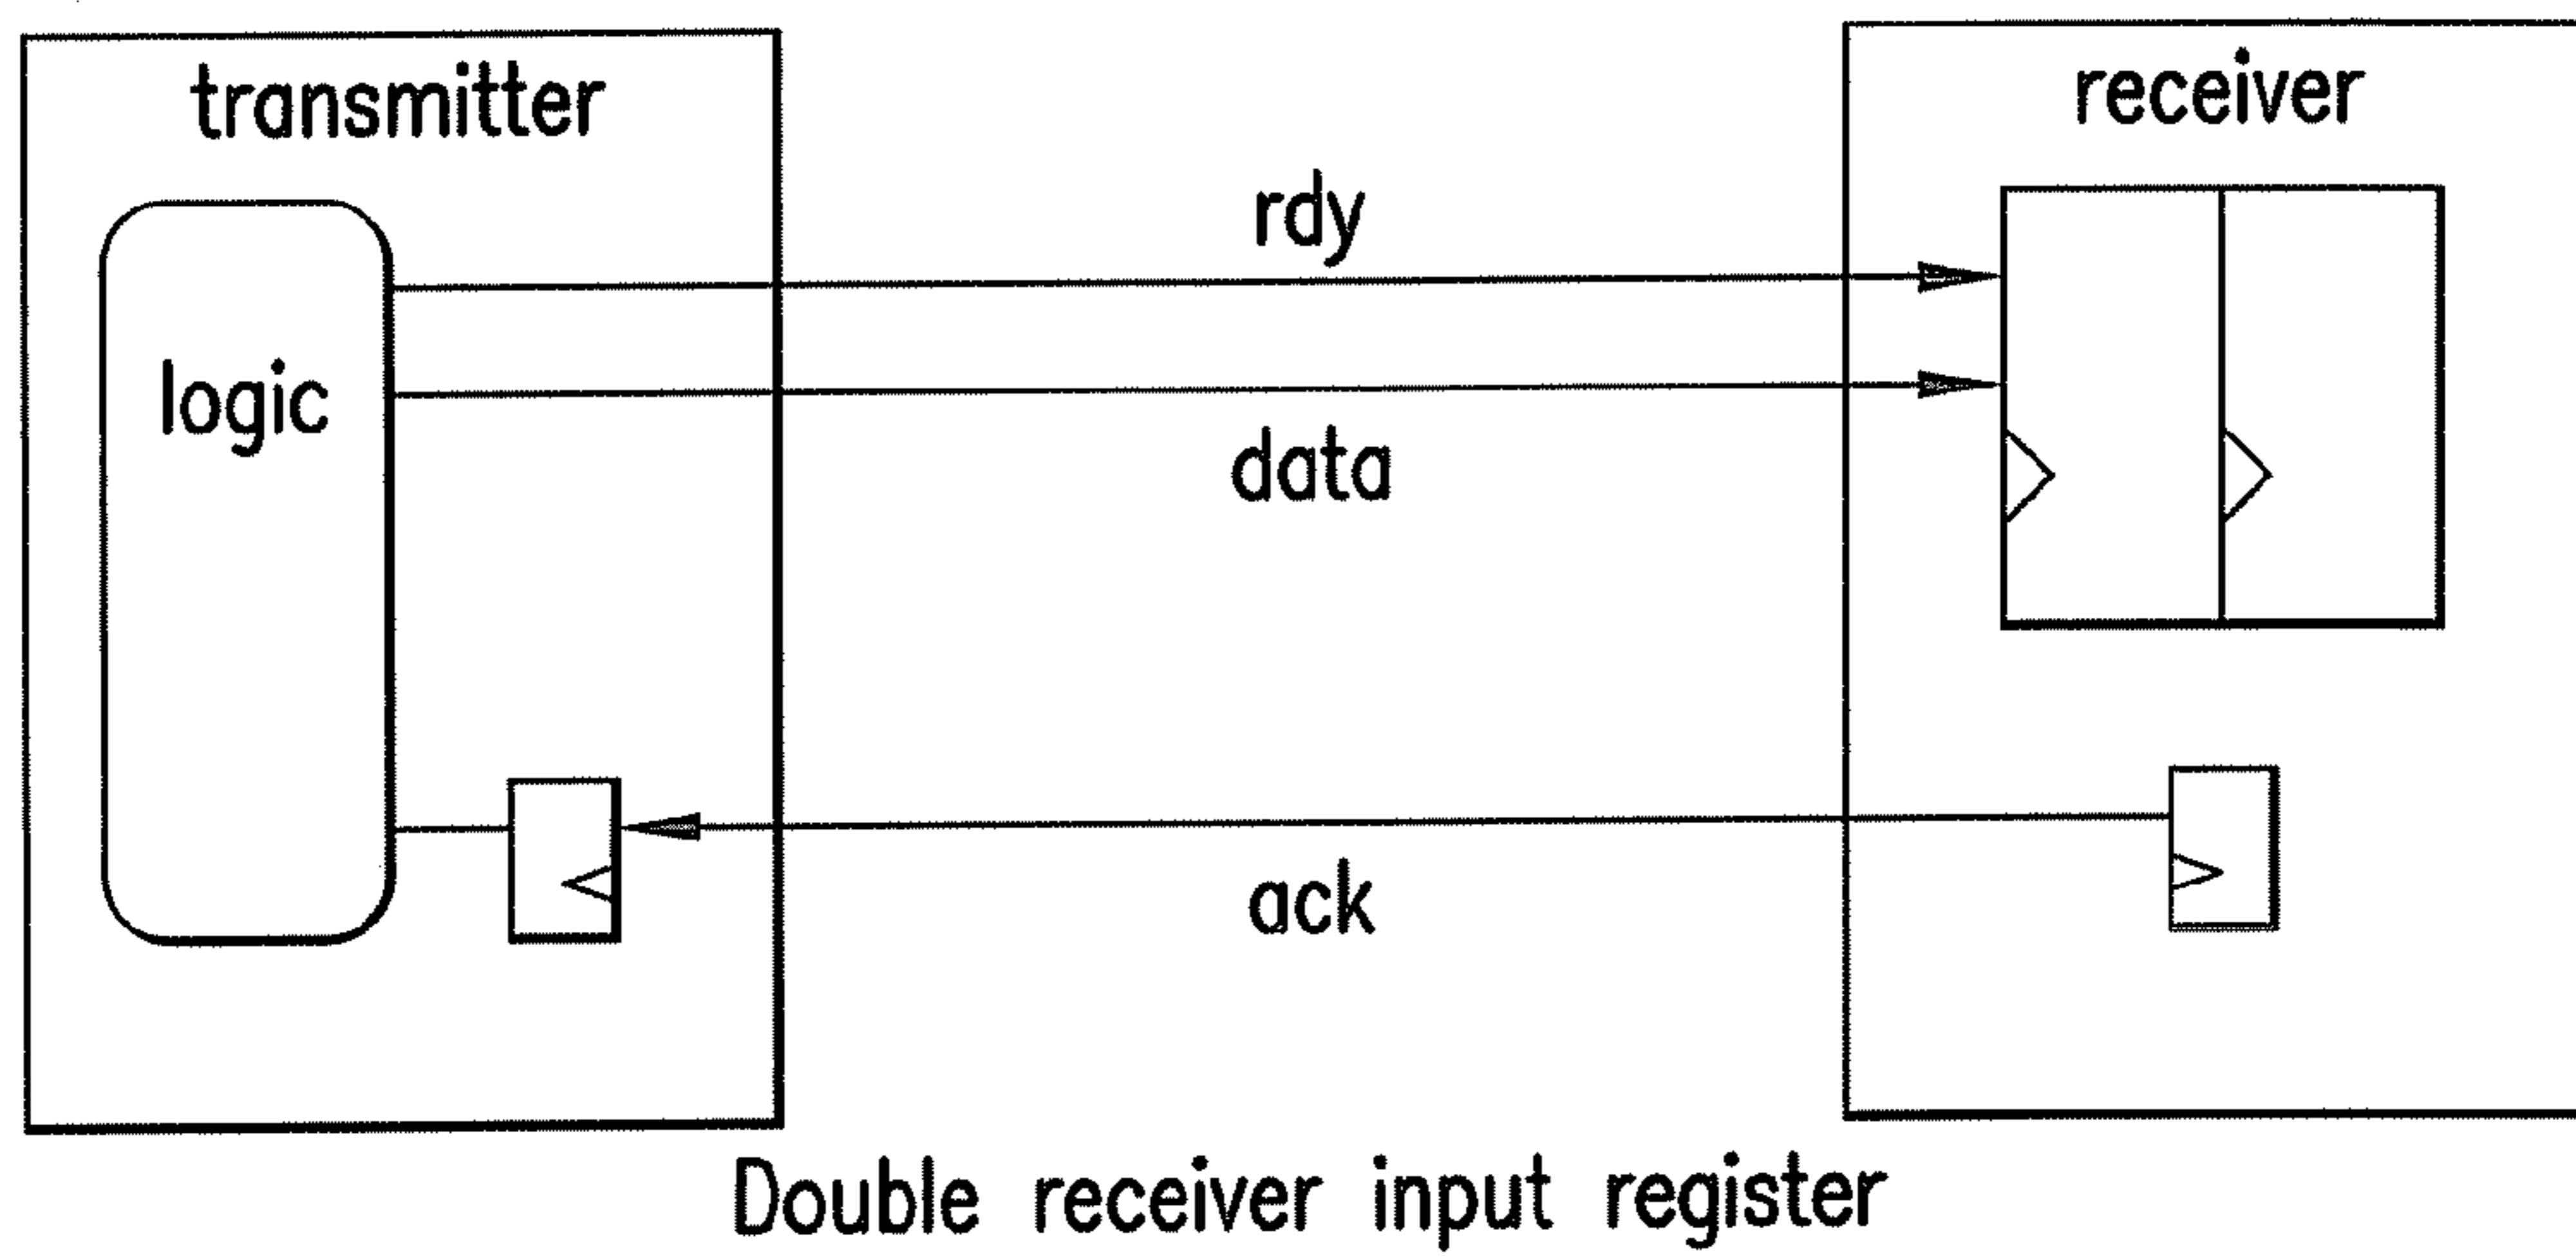 transmitter
receiver
rdy
logic
data
ack
Double receiver input register